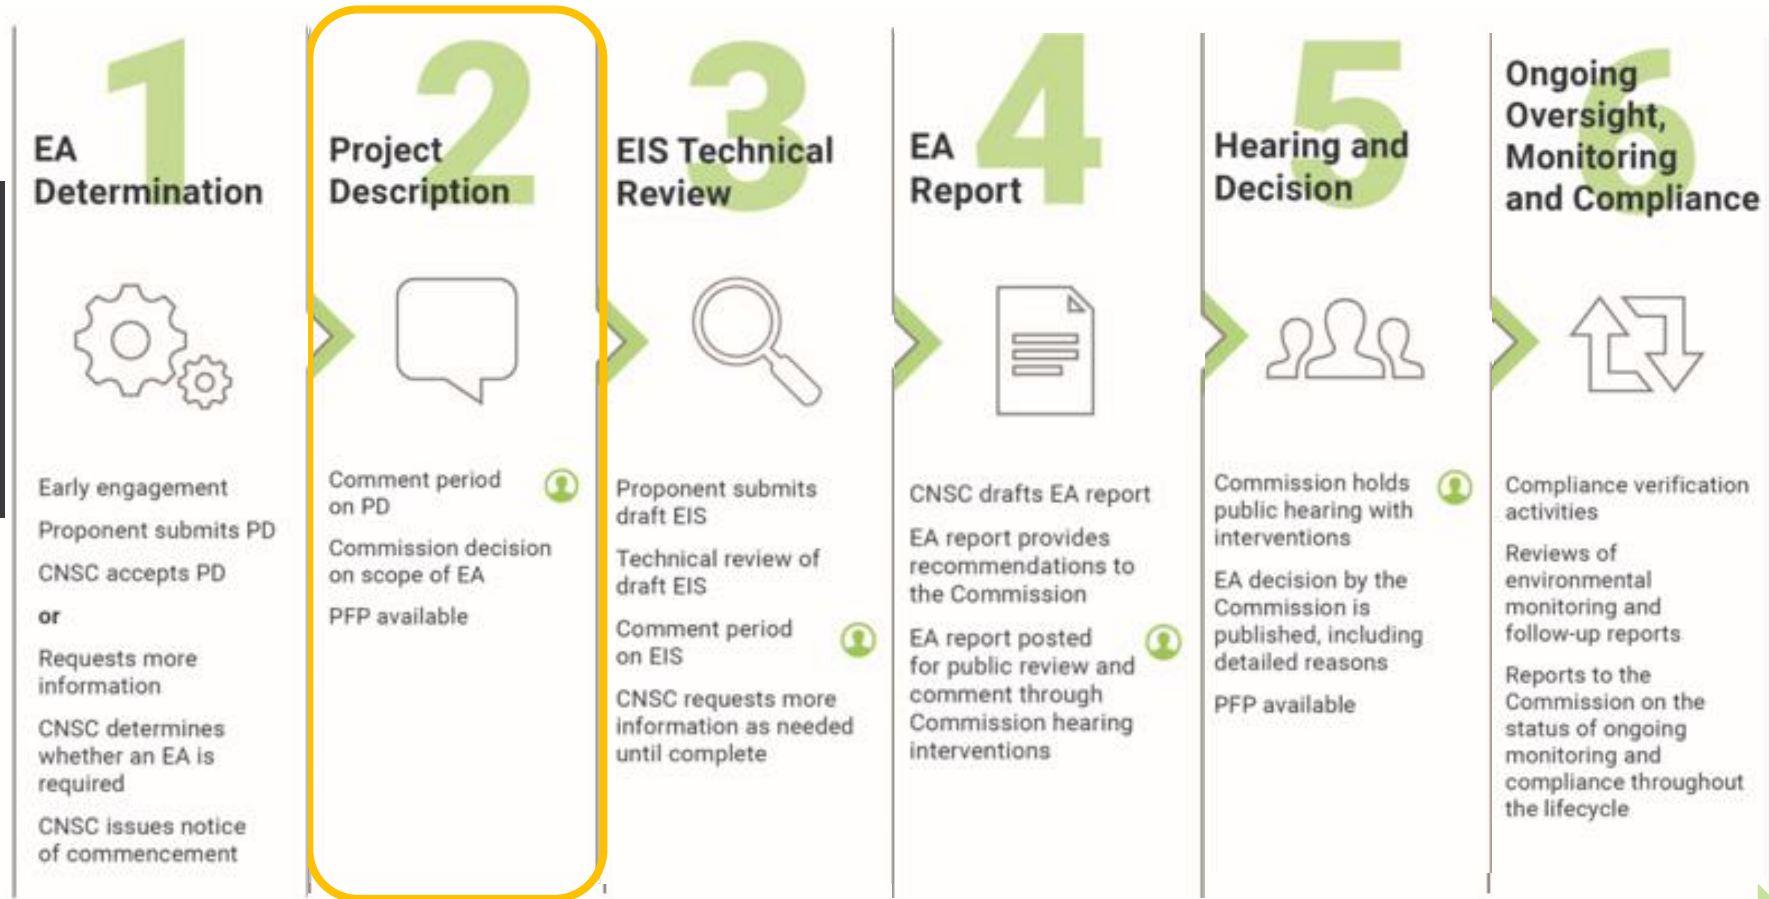 1
EA
Determination
Early engagement
Proponent submits PD
CNSC accepts PD
or
Requests more
information
CNSC determines
whether an EA is
required
CNSC issues notice
of commencement
2
Project
Description
Comment period
on PD
Commission decision
on scope of EA
PFP available
3
EIS Technical
Review
Proponent submits
draft EIS
Technical review of
draft EIS
Comment period
on EIS
CNSC requests more
information as needed
until complete
4
EA
Report
CNSC drafts EA report
EA report provides
recommendations to
the Commission
EA report posted
for public review and
comment through
Commission hearing
interventions
5
Hearing and
Decision
Commission holds
public hearing with
interventions
EA decision by the
Commission is
published, including
detailed reasons
PFP available
6
Ongoing
Oversight,
Monitoring
and Compliance
Compliance verification
activities
Reviews of
environmental
monitoring and
follow-up reports
Reports to the
Commission on the
status of ongoing
monitoring and
compliance throughout
the lifecycle